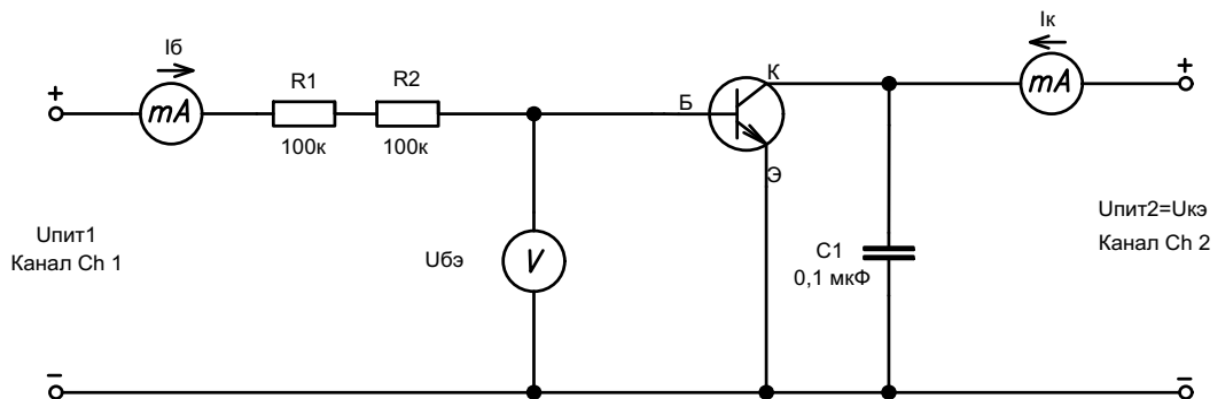 Iб
mA
R1
R2
100к
100к
+
−
Uпит1
Канал Ch 1
Uбэ
V
Б
К
Э
C1
0,1 мкФ
Iк
mA
+
−
Uпит2=Uкэ
Канал Ch 2